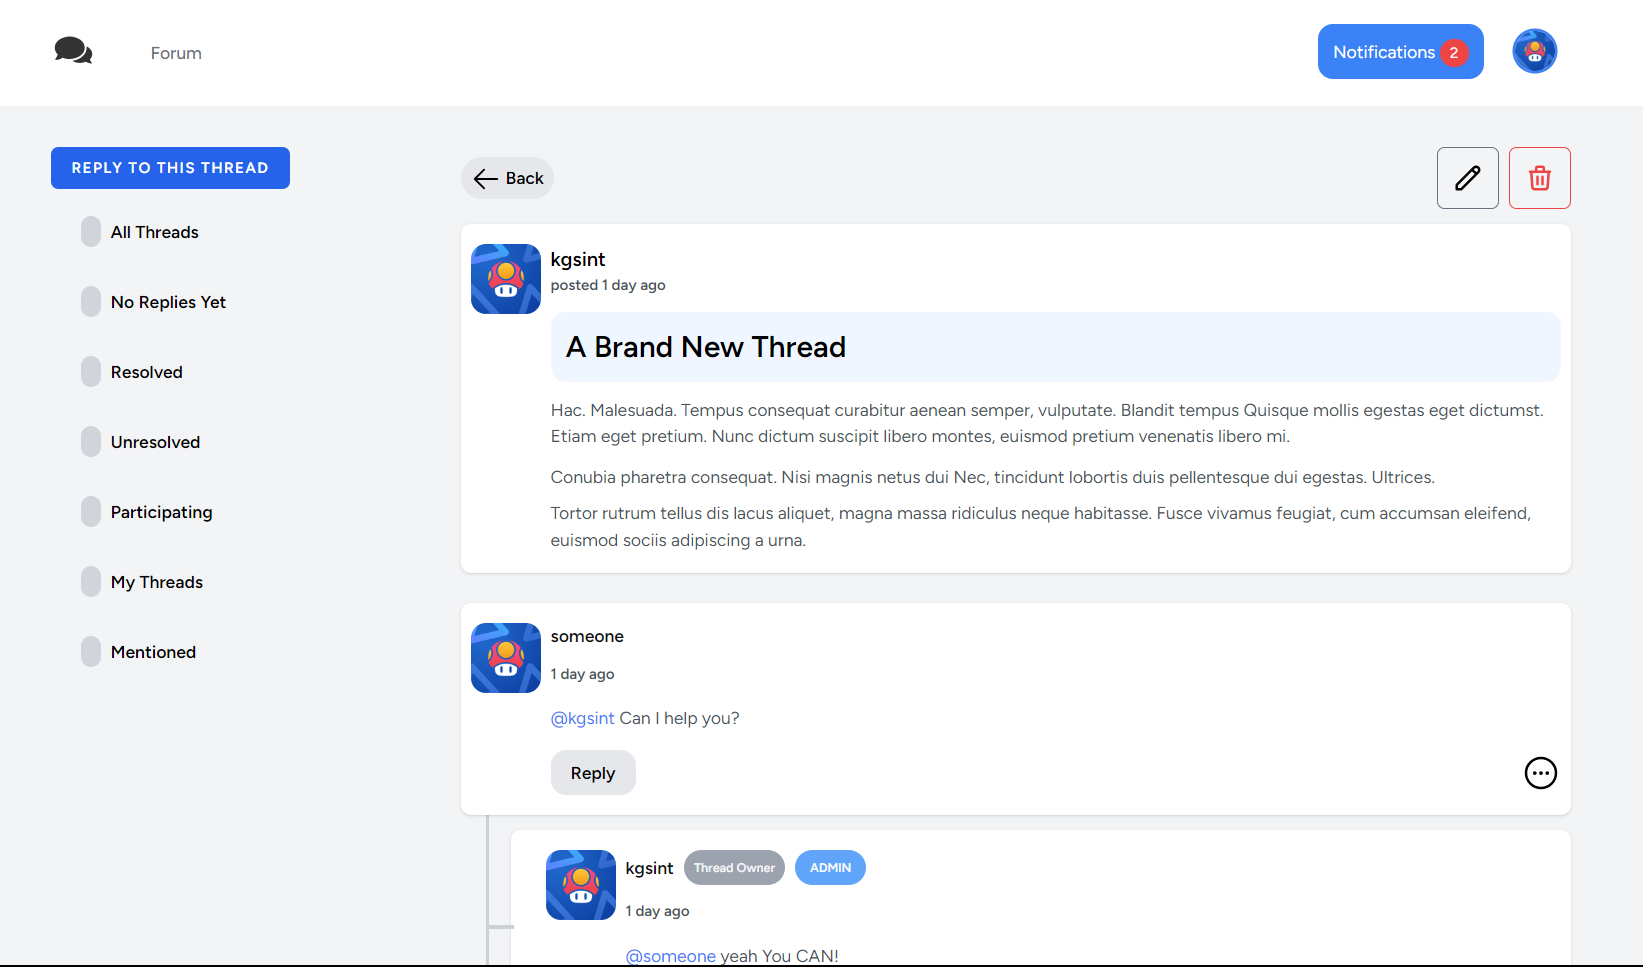 Forum
Notifications 2
REPLY TO THIS THREAD
All Threads
No Replies Yet
Resolved
Unresolved
Participating
My Threads
Mentioned
Back
kgsint
posted 1 day ago
A Brand New Thread
Hac. Malesuada. Tempus consequat curabitur aenean semper, vulputate. Blandit tempus Quisque mollis egestas eget dictumst.
Etiam eget pretium. Nunc dictum suscipit libero montes, euismod pretium venenatis libero mi.
Conubia pharetra consequat. Nisi magnis netus dui Nec, tincidunt lobortis duis pellentesque dui egestas. Ultrices.
Tortor rutrum tellus dis lacus aliquet, magna massa ridiculus neque habitasse. Fusce vivamus feugiat, cum accumsan eleifend,
euismod sociis adipiscing a urna.
someone
1 day ago
@kgsint Can I help you?
Reply
kgsint Thread Owner ADMIN
1 day ago
@someone yeah You CAN!